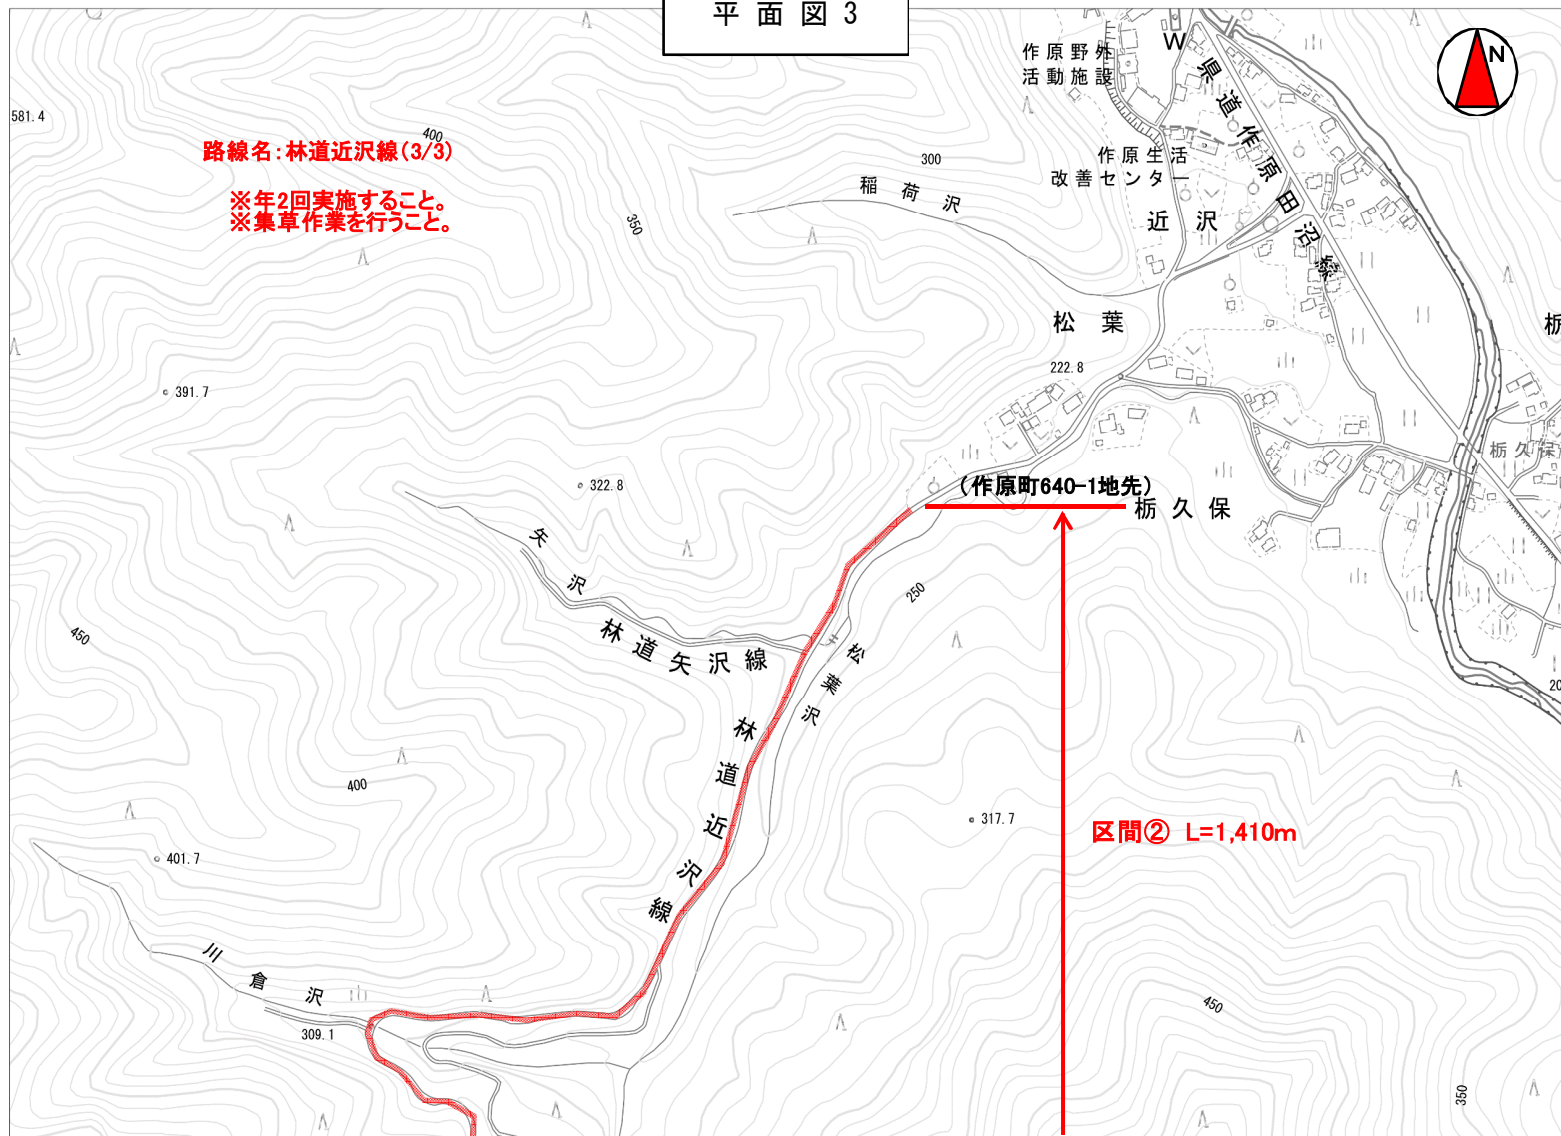 平面図3
N
作原野外
活動施設
W
県道作原田沼線
581.4
400
路線名：林道近沢線（3/3）
※年2回実施すること。
※集草作業を行うこと。
350
300
稲荷沢
作原生活
改善センター
近沢
松葉
222.8
栃
391.7
栃久保
322.8
（作原町640-1地先）
栃久保
矢沢
250
450
林道矢沢線
松葉沢
林道近沢線
20
400
317.7
区間② L=1,410m
401.7
川倉沢
309.1
450
350